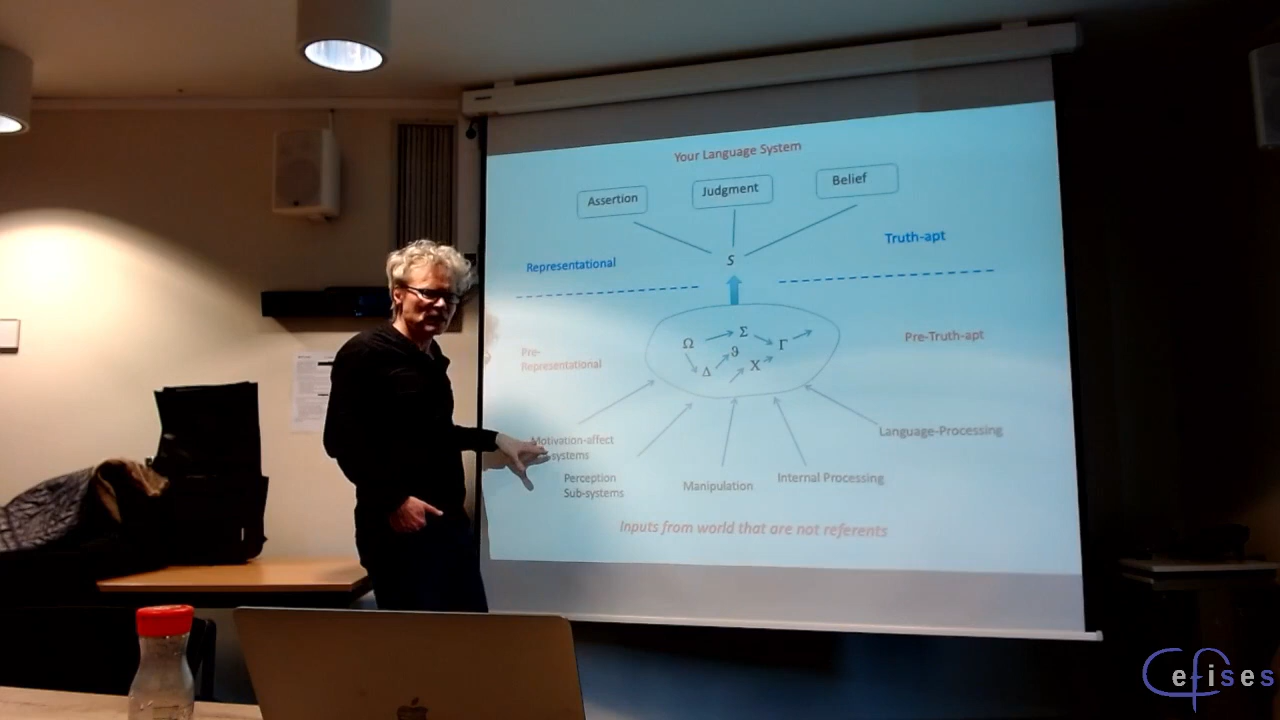 Your Language System
Assertion
Judgment
Belief
Representational
S
Truth-apt
Pre-
Representational
Ω
Σ
ϑ
Γ
Δ
X
Pre-Truth-apt
Motivation-affect
systems
Perception
Sub-systems
Manipulation
Internal Processing
Language-Processing
Inputs from world that are not referents
Cefises